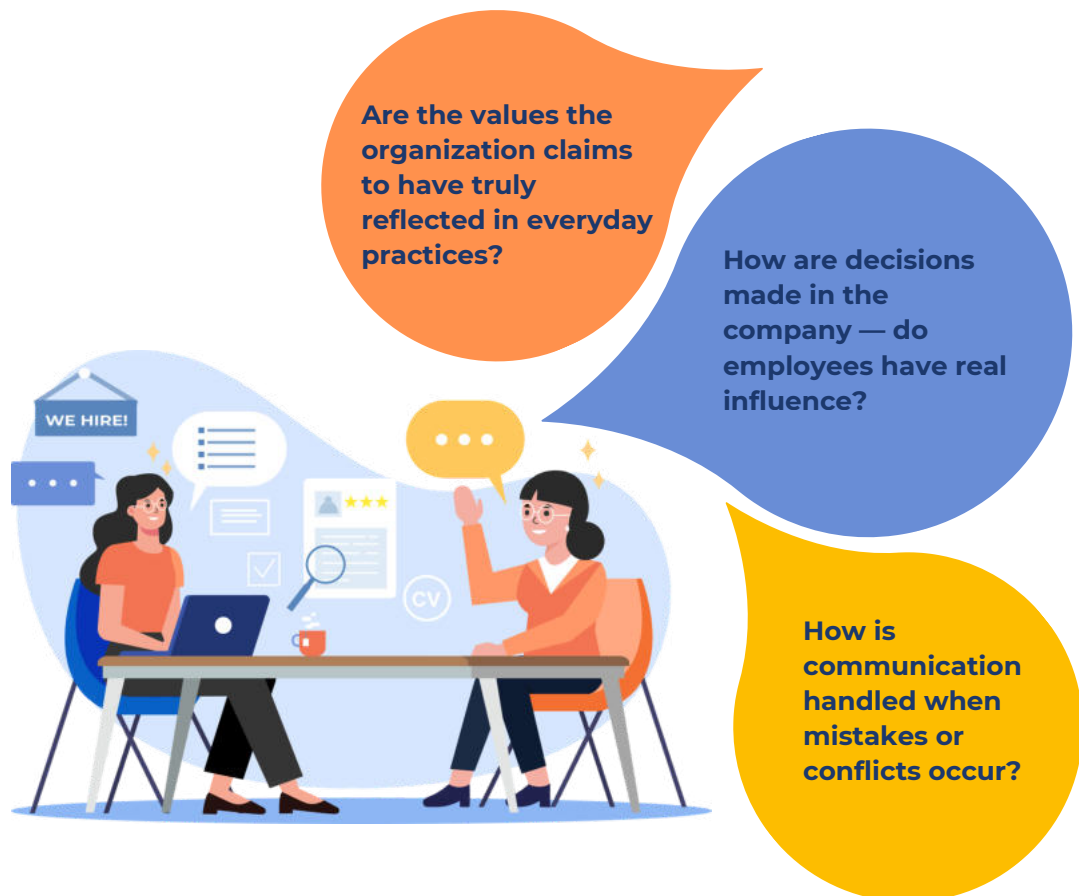 Are the values the
organization claims
to have truly
reflected in everyday
practices?
How are decisions
made in the
company — do
employees have real
influence?
WE HIRE!
CV
How is
communication
handled when
mistakes or
conflicts occur?